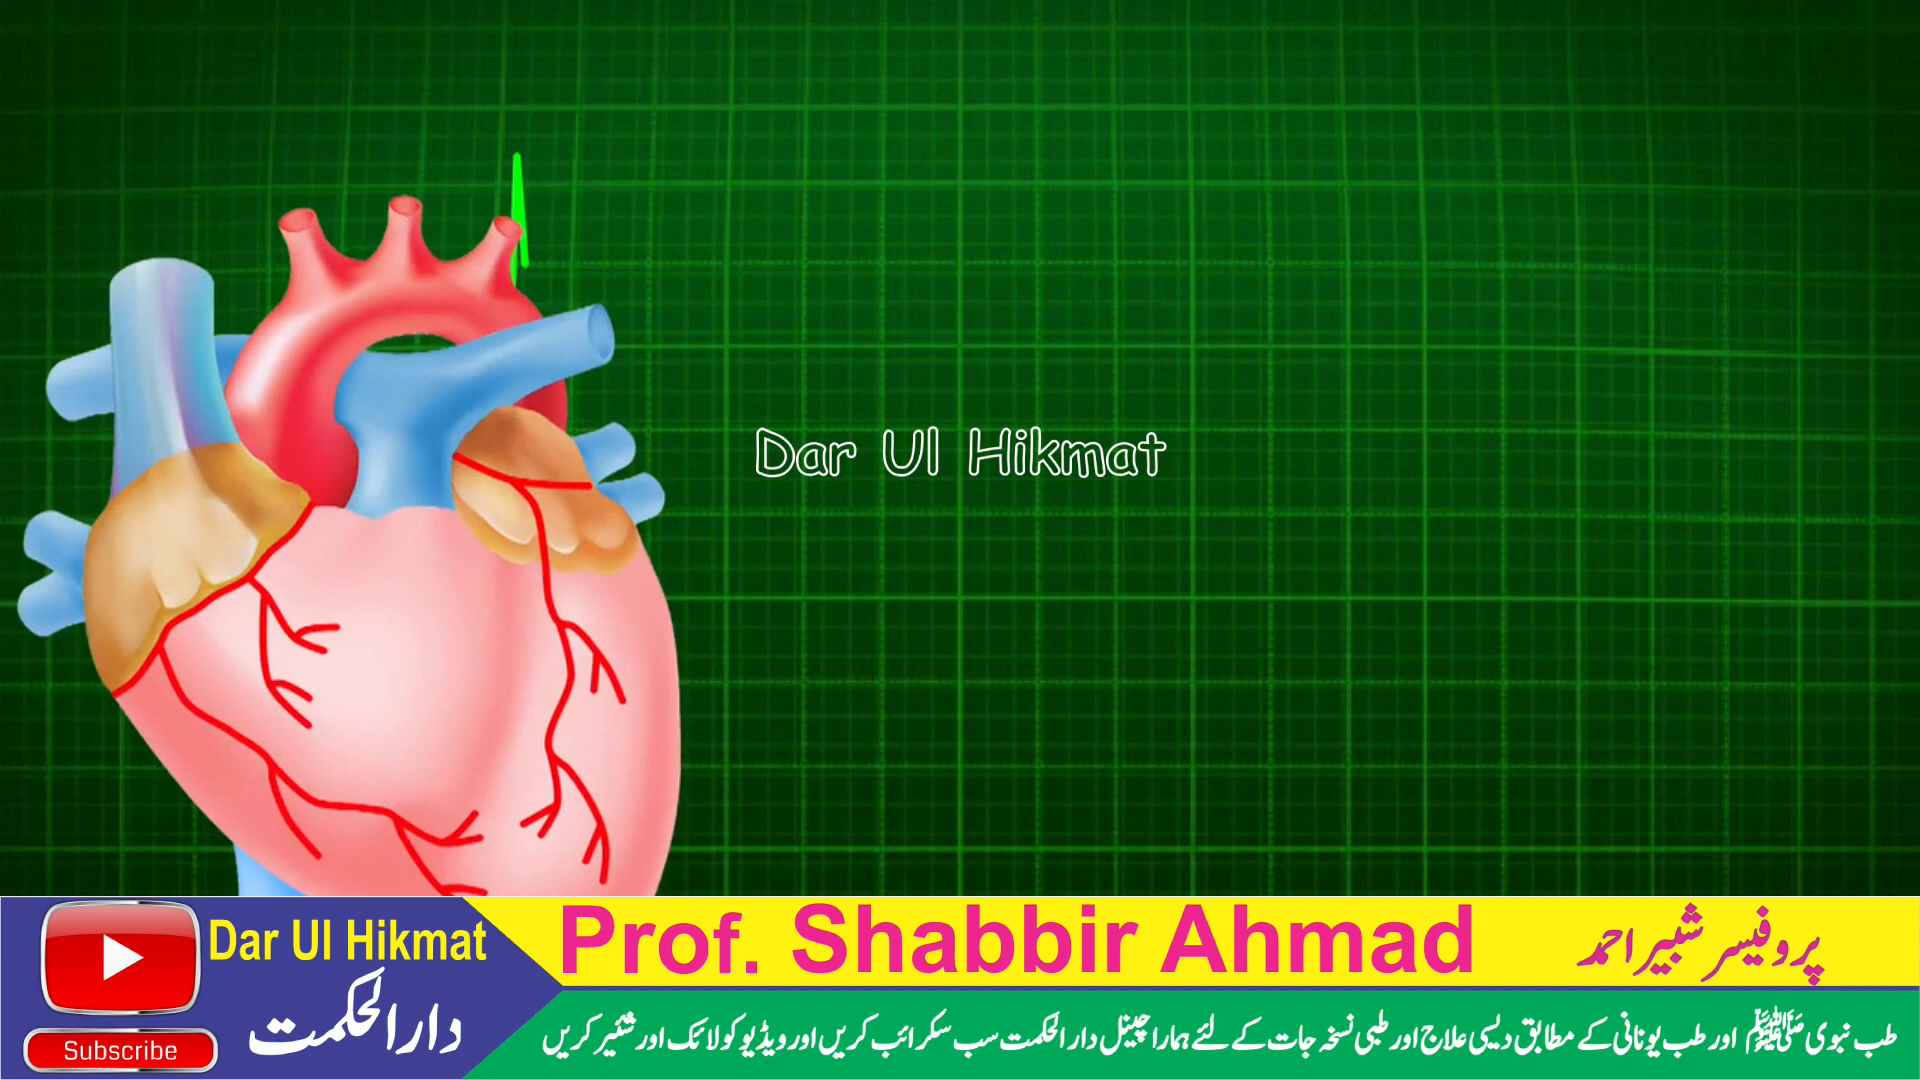 Dar Ul Hikmat
Dar Ul Hikmat
دارالحکمت
Subscribe
Prof. Shabbir Ahmad
پروفیسر شبیر احمد
طب نبوی ﷺ اور طب یونانی کے مطابق دیسی علاج اور طبی نسخہ جات کے لئے ہمارا چینل دارالحکمت سب سکرائب کریں اور ویڈیو کو لائک اور شئیر کریں